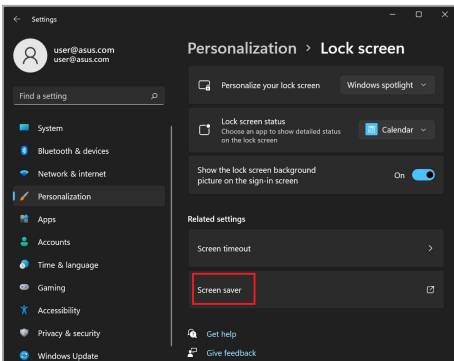 Settings
user@asus.com
user@asus.com
Find a setting
System
Bluetooth & devices
Network & internet
Personalization
Apps
Accounts
Time & language
Gaming
Accessibility
Privacy & security
Windows Update
Personalization > Lock screen
Personalize your lock screen
Windows spotlight
Lock screen status
Choose an app to show detailed status
on the lock screen
Calendar
Show the lock screen background
picture on the sign-in screen
On
Related settings
Screen timeout
Screen saver
Get help
Give feedback